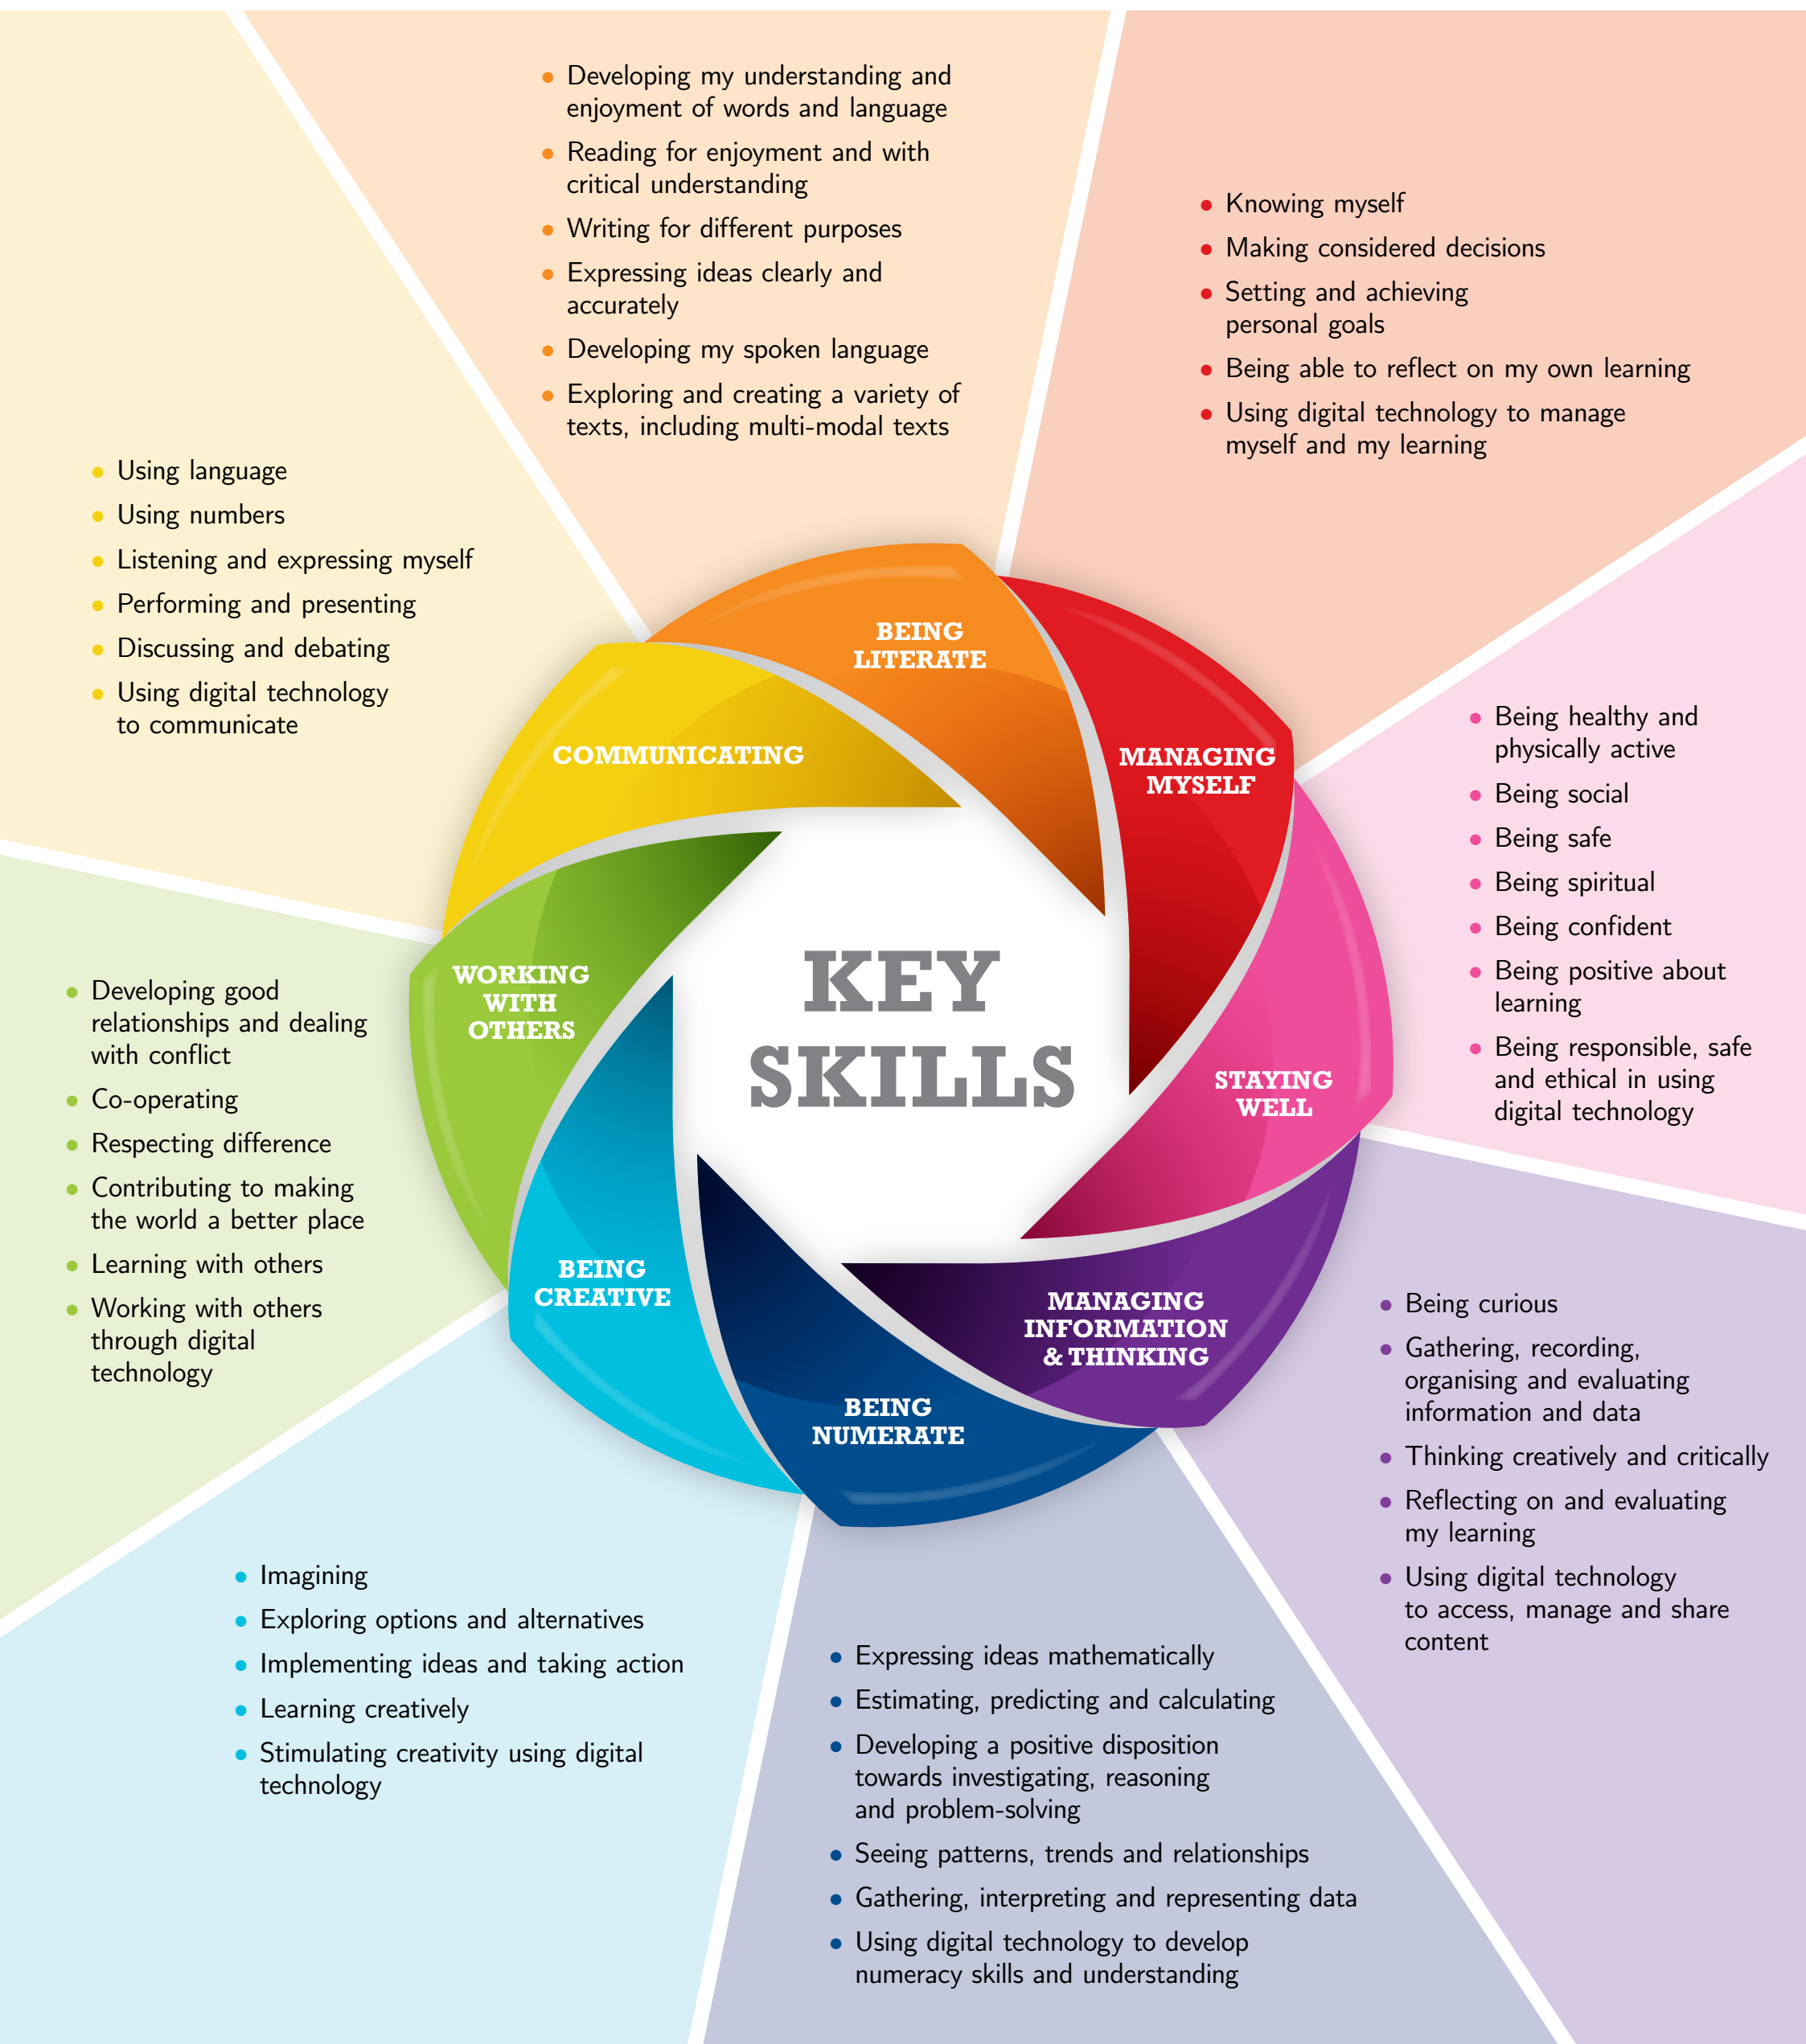 Developing my understanding and
enjoyment of words and language
Reading for enjoyment and with
critical understanding
Writing for different purposes
Expressing ideas clearly and
accurately
Developing my spoken language
Exploring and creating a variety of
texts, including multi-modal texts
Knowing myself
Making considered decisions
Setting and achieving
personal goals
Being able to reflect on my own learning
Using digital technology to manage
myself and my learning
Using language
Using numbers
Listening and expressing myself
Performing and presenting
Discussing and debating
Using digital technology
to communicate
BEING
LITERATE
COMMUNICATING
MANAGING
MYSELF
Being healthy and
physically active
Being social
Being safe
Being spiritual
Being confident
Being positive about
learning
Being responsible, safe
and ethical in using
digital technology
KEY
SKILLS
WORKING
WITH
OTHERS
STAYING
WELL
Developing good
relationships and dealing
with conflict
Co-operating
Respecting difference
Contributing to making
the world a better place
Learning with others
Working with others
through digital
technology
BEING
CREATIVE
MANAGING
INFORMATION
& THINKING
BEING
NUMERATE
Being curious
Gathering, recording,
organising and evaluating
information and data
Thinking creatively and critically
Reflecting on and evaluating
my learning
Using digital technology
to access, manage and share
content
Imagining
Exploring options and alternatives
Implementing ideas and taking action
Learning creatively
Stimulating creativity using digital
technology
Expressing ideas mathematically
Estimating, predicting and calculating
Developing a positive disposition
towards investigating, reasoning
and problem-solving
Seeing patterns, trends and relationships
Gathering, interpreting and representing data
Using digital technology to develop
numeracy skills and understanding